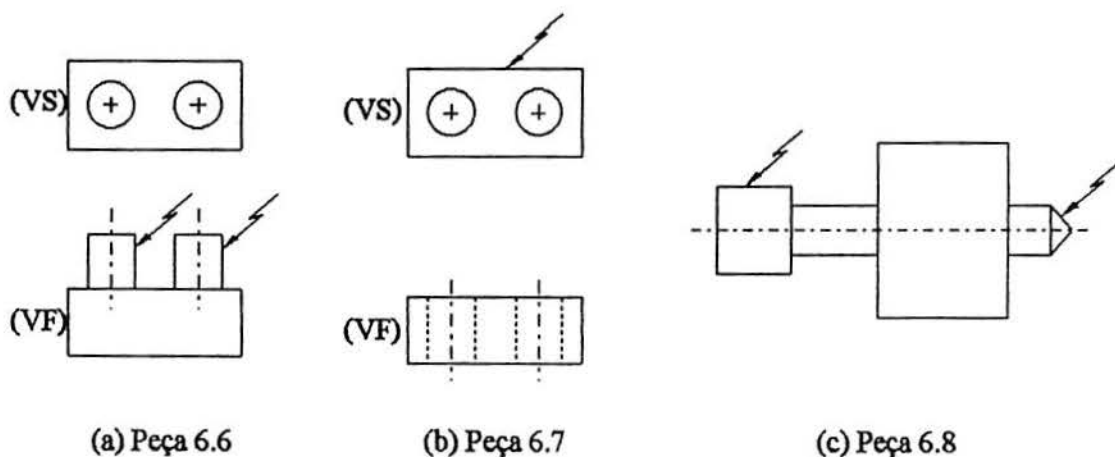 (VS)
(VS)
(VF)
(VF)
(a) Peça 6.6
(b) Peça 6.7
(c) Peça 6.8